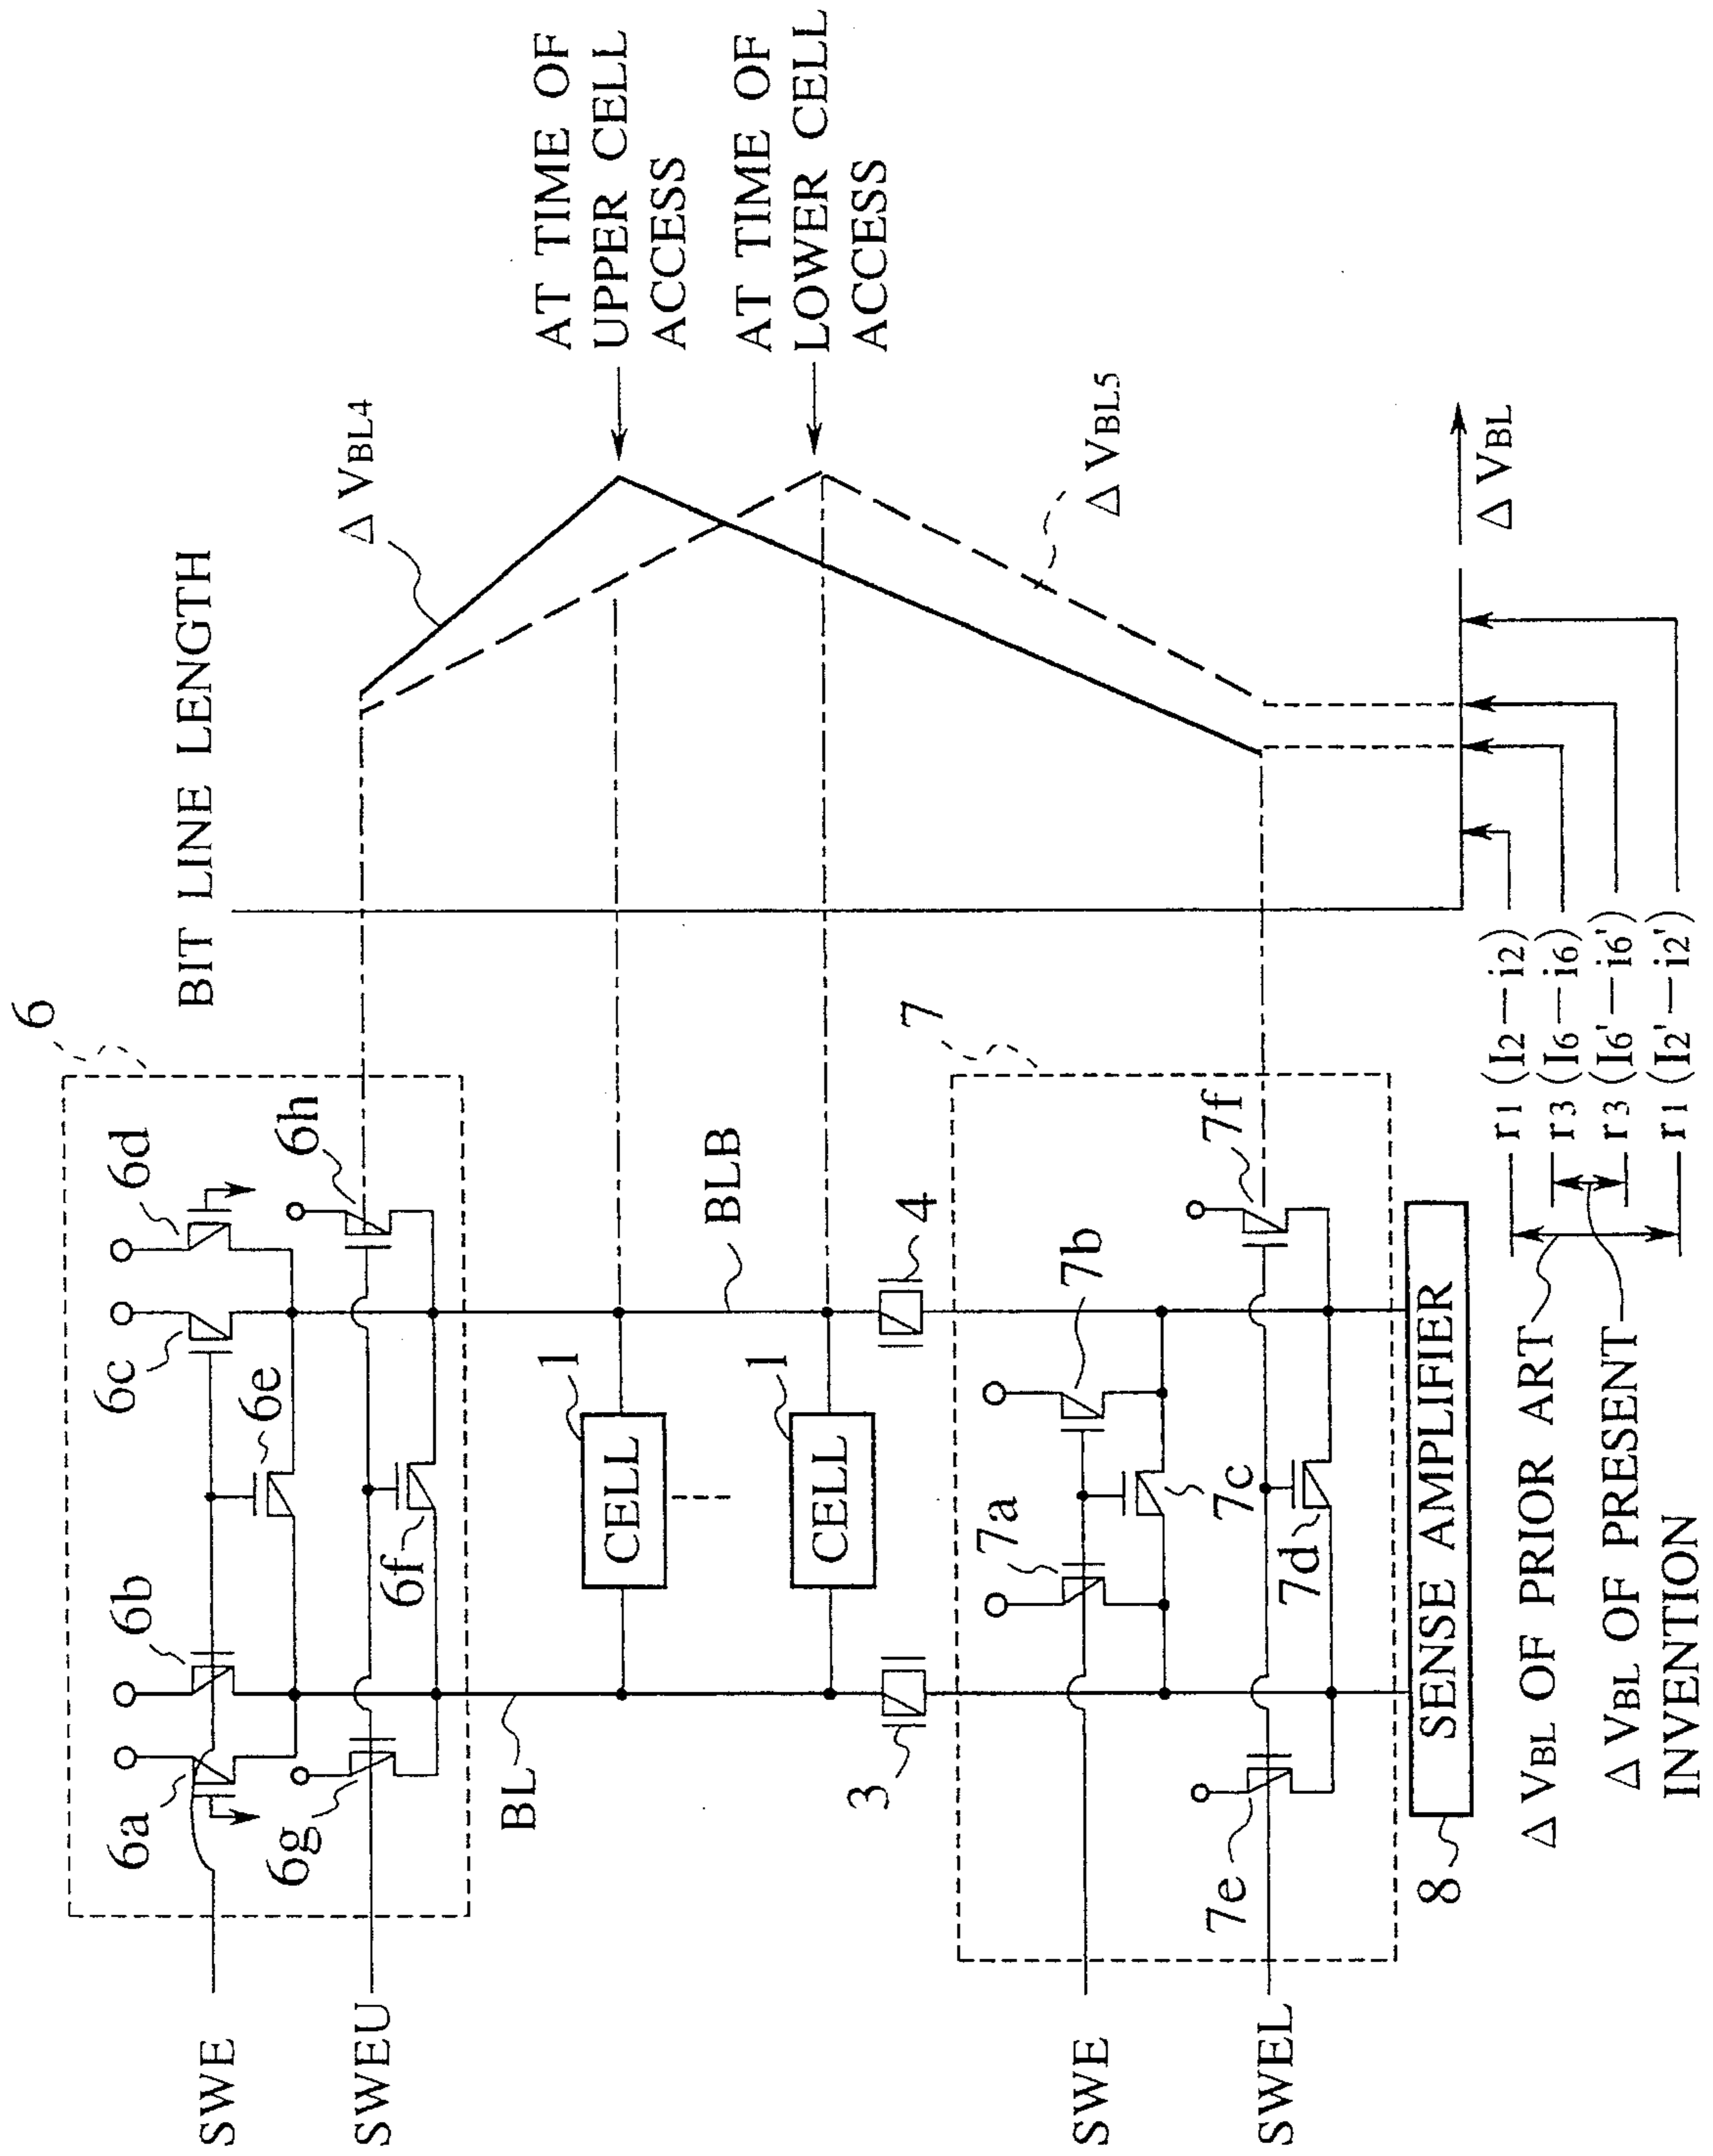 SWE
SWEU
SWE
SWEL
6
6a
6b
6c
6d
6e
6f
6g
6h
BL
BLB
1
CELL
1
CELL
3
4
7
7a
7b
7c
7d
7e
7f
8
SENSE AMPLIFIER
BIT LINE LENGTH
Δ VBL4
AT TIME OF
UPPER CELL
ACCESS
AT TIME OF
LOWER CELL
ACCESS
Δ VBL5
Δ VBL
r1 (I2—i2)
r3 (I6—i6)
r3 (I6'—i6')
r1 (I2'—i2')
Δ VBL OF PRIOR ART
Δ VBL OF PRESENT
INVENTION